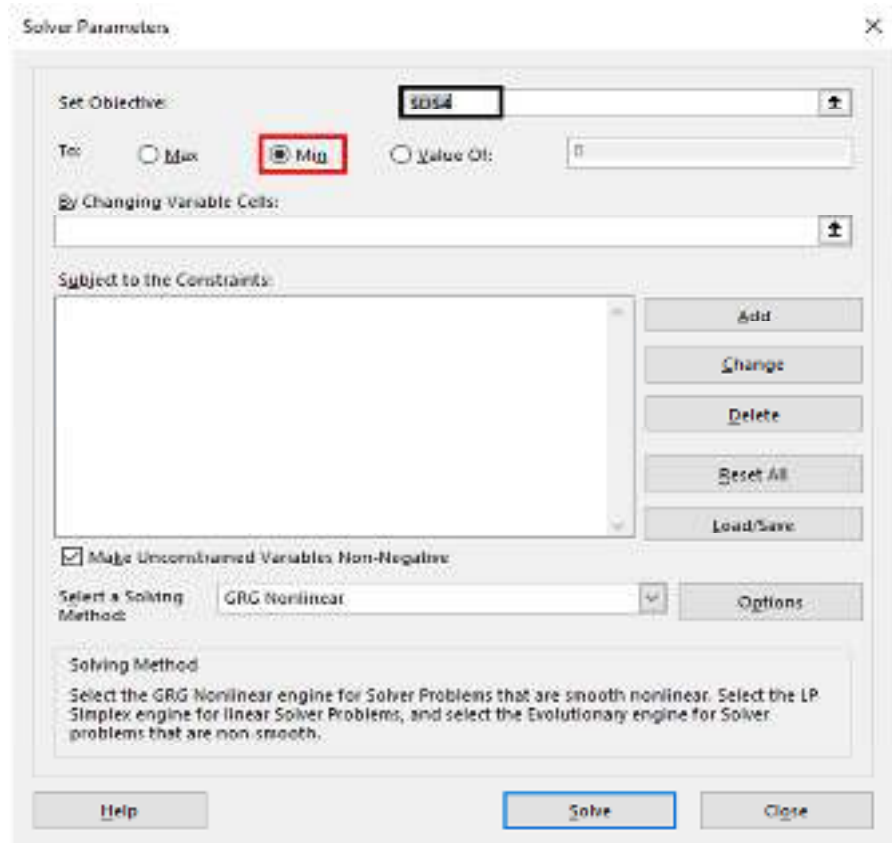 Solver Parameters
Set Objective: $D$4
To: Max Min Value Of: 0
By Changing Variable Cells:
Subject to the Constraints:
Add
Change
Delete
Reset All
Load/Save
Make Unconstrained Variables Non-Negative
Select a Solving Method: GRG Nonlinear Options
Solving Method
Select the GRG Nonlinear engine for Solver Problems that are smooth nonlinear. Select the LP
Simplex engine for linear Solver Problems, and select the Evolutionary engine for Solver
problems that are non-smooth.
Help Solve Close